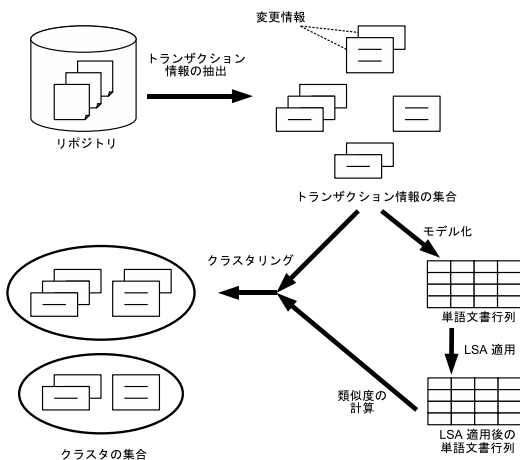 変更情報
トランザクション
情報の抽出
リポジトリ
トランザクション情報の集合
モデル化
クラスタリング
単語文書行列
LSA 適用
類似度の
計算
LSA 適用後の
単語文書行列
クラスタの集合